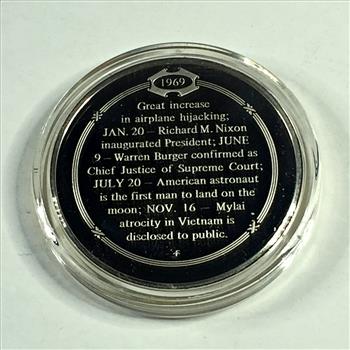 1969
Great increase
in airplane hijacking;
JAN. 20 — Richard M. Nixon
inaugurated President; JUNE
9 — Warren Burger confirmed as
Chief Justice of Supreme Court;
JULY 20 — American astronaut
is the first man to land on the
moon; NOV. 16 — Mylai
atrocity in Vietnam is
disclosed to public.